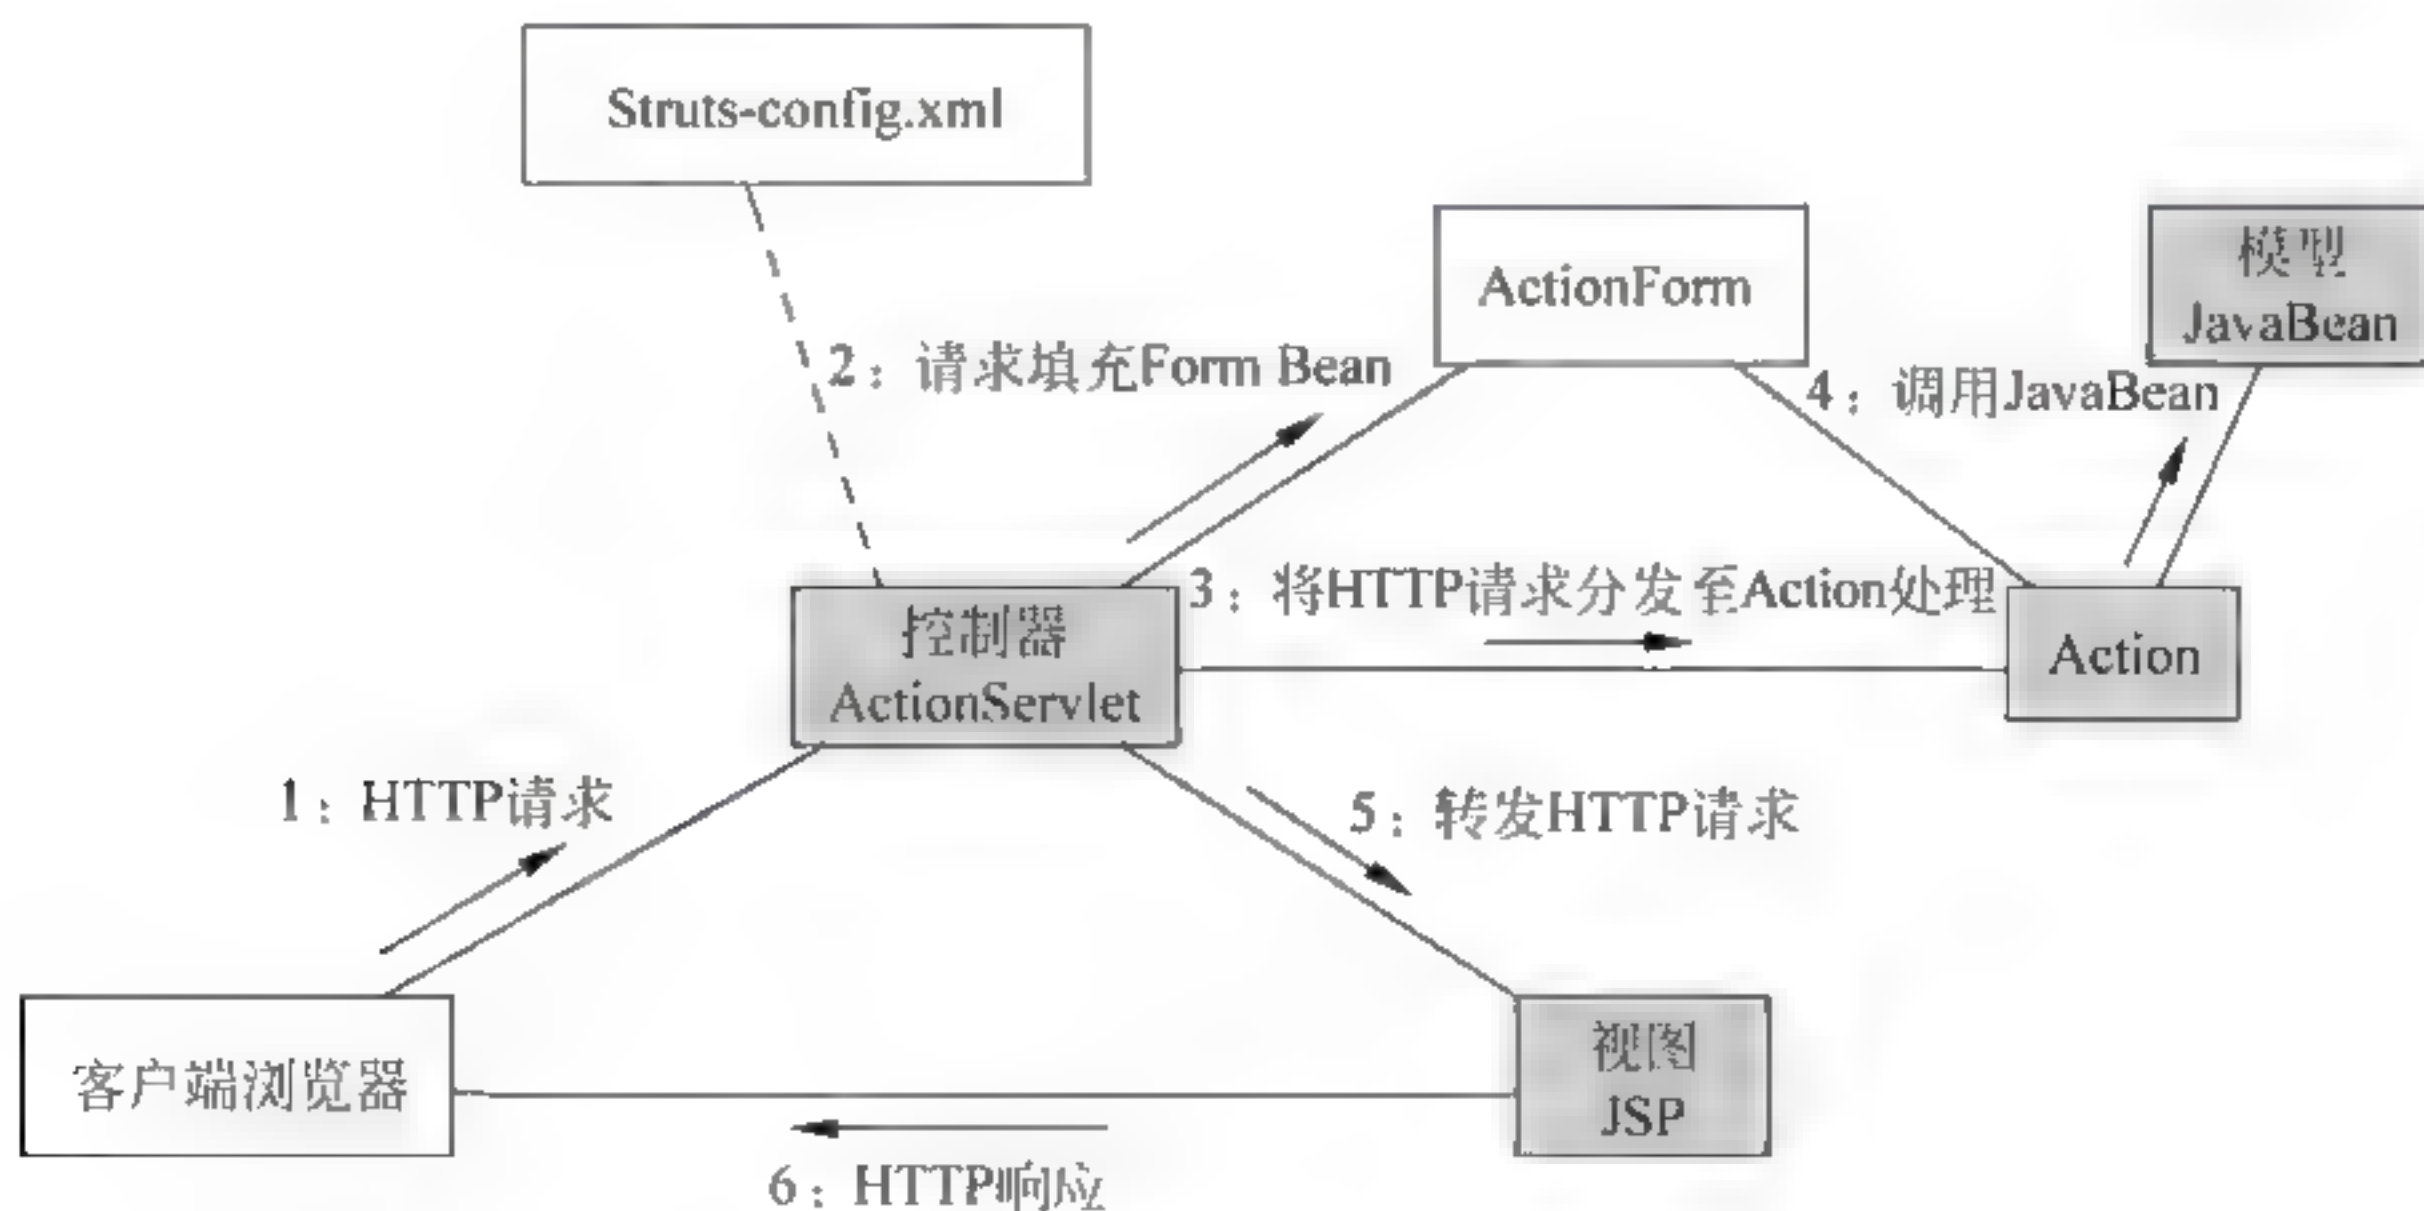 Struts-config.xml
ActionForm
模型
JavaBean
2：请求填充Form Bean
4：调用JavaBean
控制器
ActionServlet
3：将HTTP请求分发至Action处理
Action
1：HTTP请求
5：转发HTTP请求
客户端浏览器
视图
JSP
6：HTTP响应